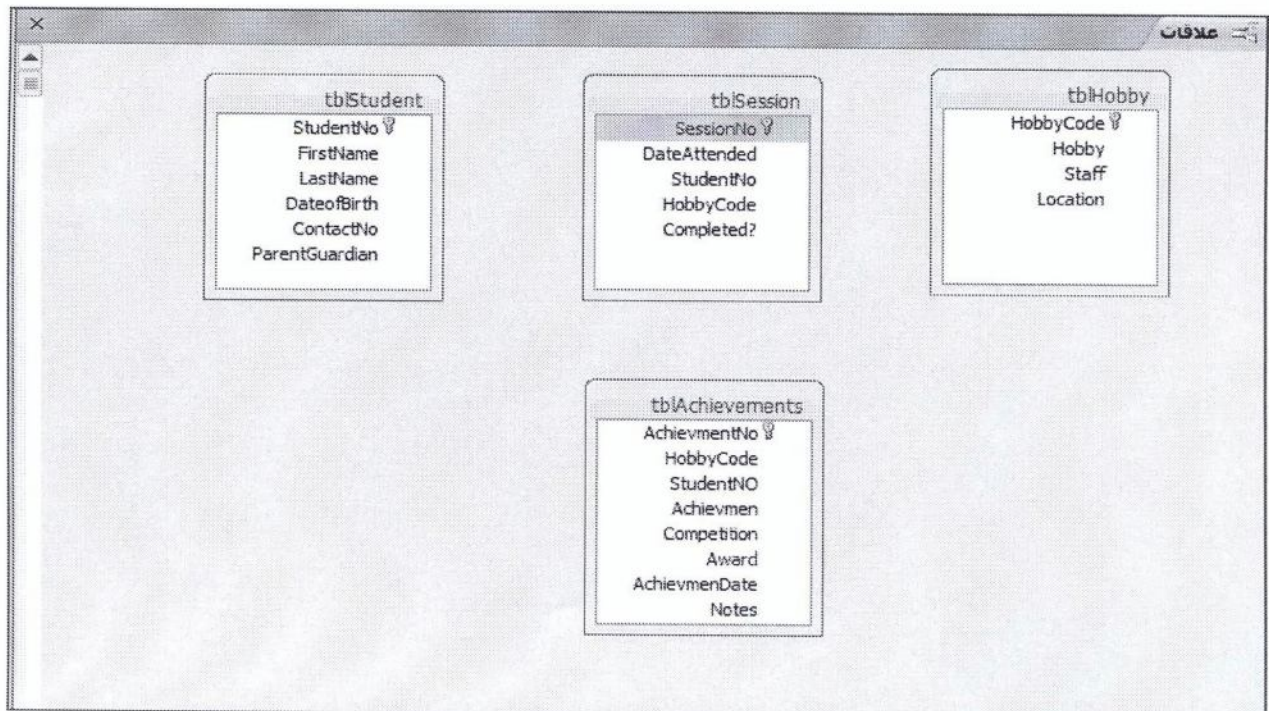 علاقات
tblStudent
StudentNo
FirstName
LastName
DateofBirth
ContactNo
ParentGuardian
tblSession
SessionNo
DateAttended
StudentNo
HobbyCode
Completed?
tblHobby
HobbyCode
Hobby
Staff
Location
tblAchievements
AchievmentNo
HobbyCode
StudentNO
Achievmen
Competition
Award
AchievmenDate
Notes